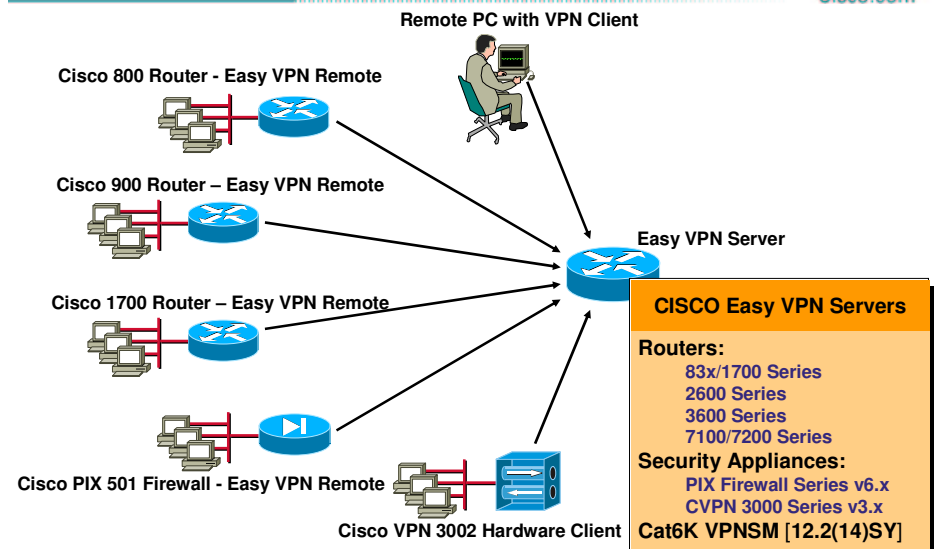 Remote PC with VPN Client
Cisco 800 Router - Easy VPN Remote
Cisco 900 Router – Easy VPN Remote
Easy VPN Server
Cisco 1700 Router – Easy VPN Remote
Cisco PIX 501 Firewall - Easy VPN Remote
Cisco VPN 3002 Hardware Client
CISCO Easy VPN Servers
Routers:
83x/1700 Series
2600 Series
3600 Series
7100/7200 Series
Security Appliances:
PIX Firewall Series v6.x
CVPN 3000 Series v3.x
Cat6K VPNSM [12.2(14)SY]